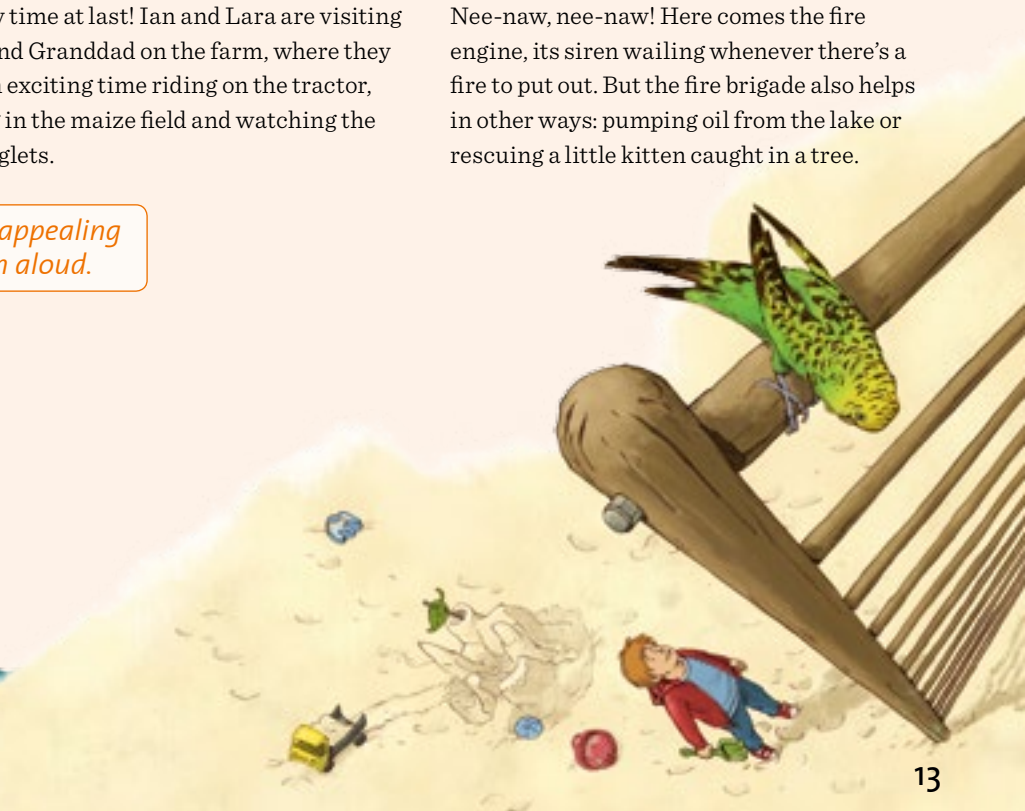 time at last! Ian and Lara are visiting
nd Granddad on the farm, where they
exciting time riding on the tractor,
in the maize field and watching the
glets.
appealing
aloud.
Nee-naw, nee-naw! Here comes the fire
engine, its siren wailing whenever there’s a
fire to put out. But the fire brigade also helps
in other ways: pumping oil from the lake or
rescuing a little kitten caught in a tree.
13